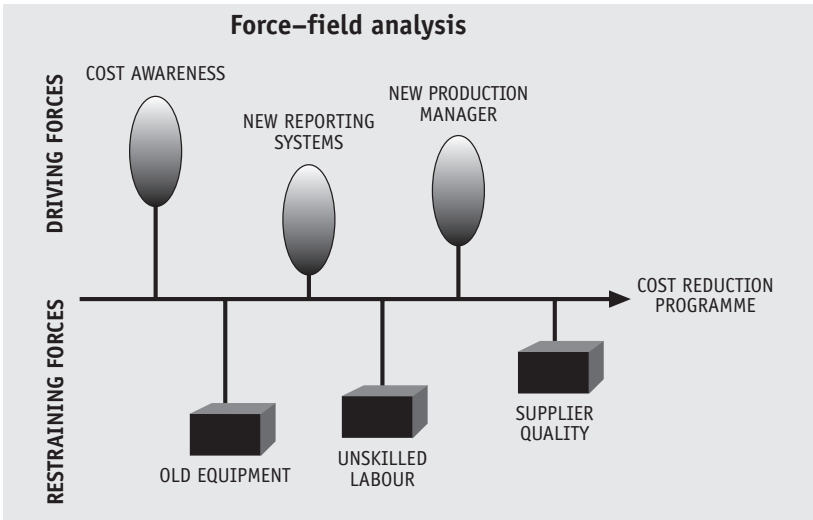 Force–field analysis
DRIVING FORCES
COST AWARENESS
NEW REPORTING
SYSTEMS
NEW PRODUCTION
MANAGER
COST REDUCTION
PROGRAMME
RESTRAINING FORCES
OLD EQUIPMENT
UNSKILLED
LABOUR
SUPPLIER
QUALITY